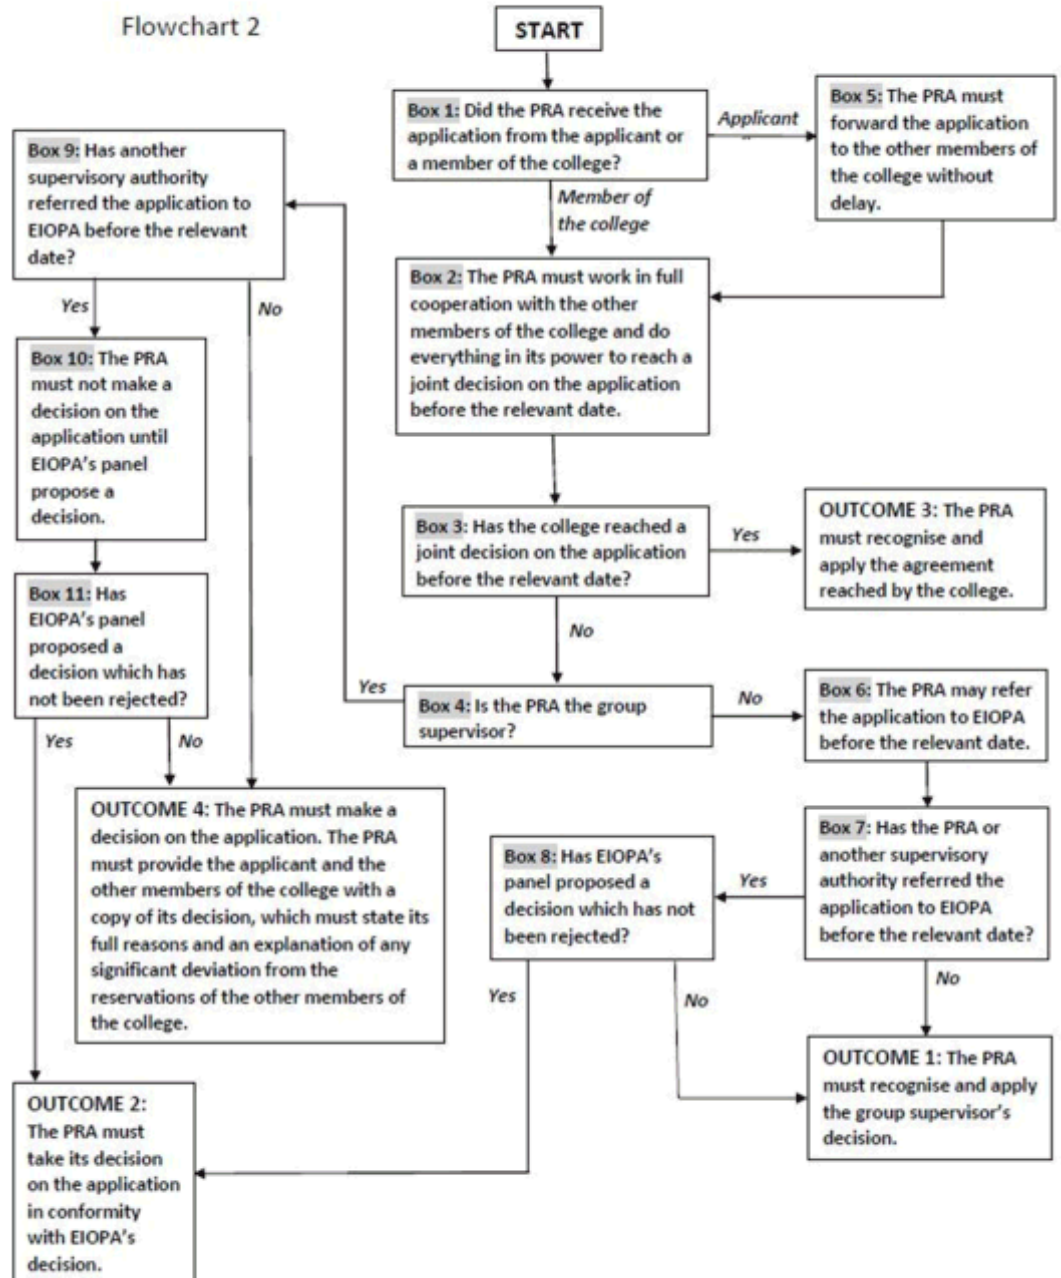 Flowchart 2
START
Box 1: Did the PRA receive the
application from the applicant or
a member of the college?
Applicant
Box 5: The PRA must
forward the application
to the other members of
the college without
delay.
Member of
the college
Box 2: The PRA must work in full
cooperation with the other
members of the college and do
everything in its power to reach a
joint decision on the application
before the relevant date.
Box 3: Has the college reached a
joint decision on the application
before the relevant date?
Yes
OUTCOME 3: The PRA
must recognise and
apply the agreement
reached by the college.
No
Box 4: Is the PRA the group
supervisor?
Yes
No
Box 6: The PRA may refer
the application to EIOPA
before the relevant date.
Box 7: Has the PRA or
another supervisory
authority referred the
application to EIOPA
before the relevant date?
Yes
No
Box 8: Has EIOPA's
panel proposed a
decision which has not
been rejected?
Yes
No
OUTCOME 1: The PRA
must recognise and apply
the group supervisor's
decision.
Box 9: Has another
supervisory authority
referred the application to
EIOPA before the relevant
date?
Yes
No
Box 10: The PRA
must not make a
decision on the
application until
EIOPA's panel
propose a
decision.
Box 11: Has
EIOPA's panel
proposed a
decision which has
not been rejected?
Yes
No
OUTCOME 4: The PRA must make a
decision on the application. The PRA
must provide the applicant and the
other members of the college with a
copy of its decision, which must state its
full reasons and an explanation of any
significant deviation from the
reservations of the other members of
the college.
OUTCOME 2:
The PRA must
take its decision
on the application
in conformity
with EIOPA's
decision.